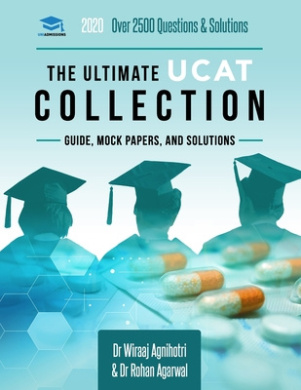 2020 Over 2500 Questions & Solutions
UNIADMISSIONS
THE ULTIMATE UCAT
COLLECTION
GUIDE, MOCK PAPERS, AND SOLUTIONS
Dr Wiraaj Agnihotri
& Dr Rohan Agarwal